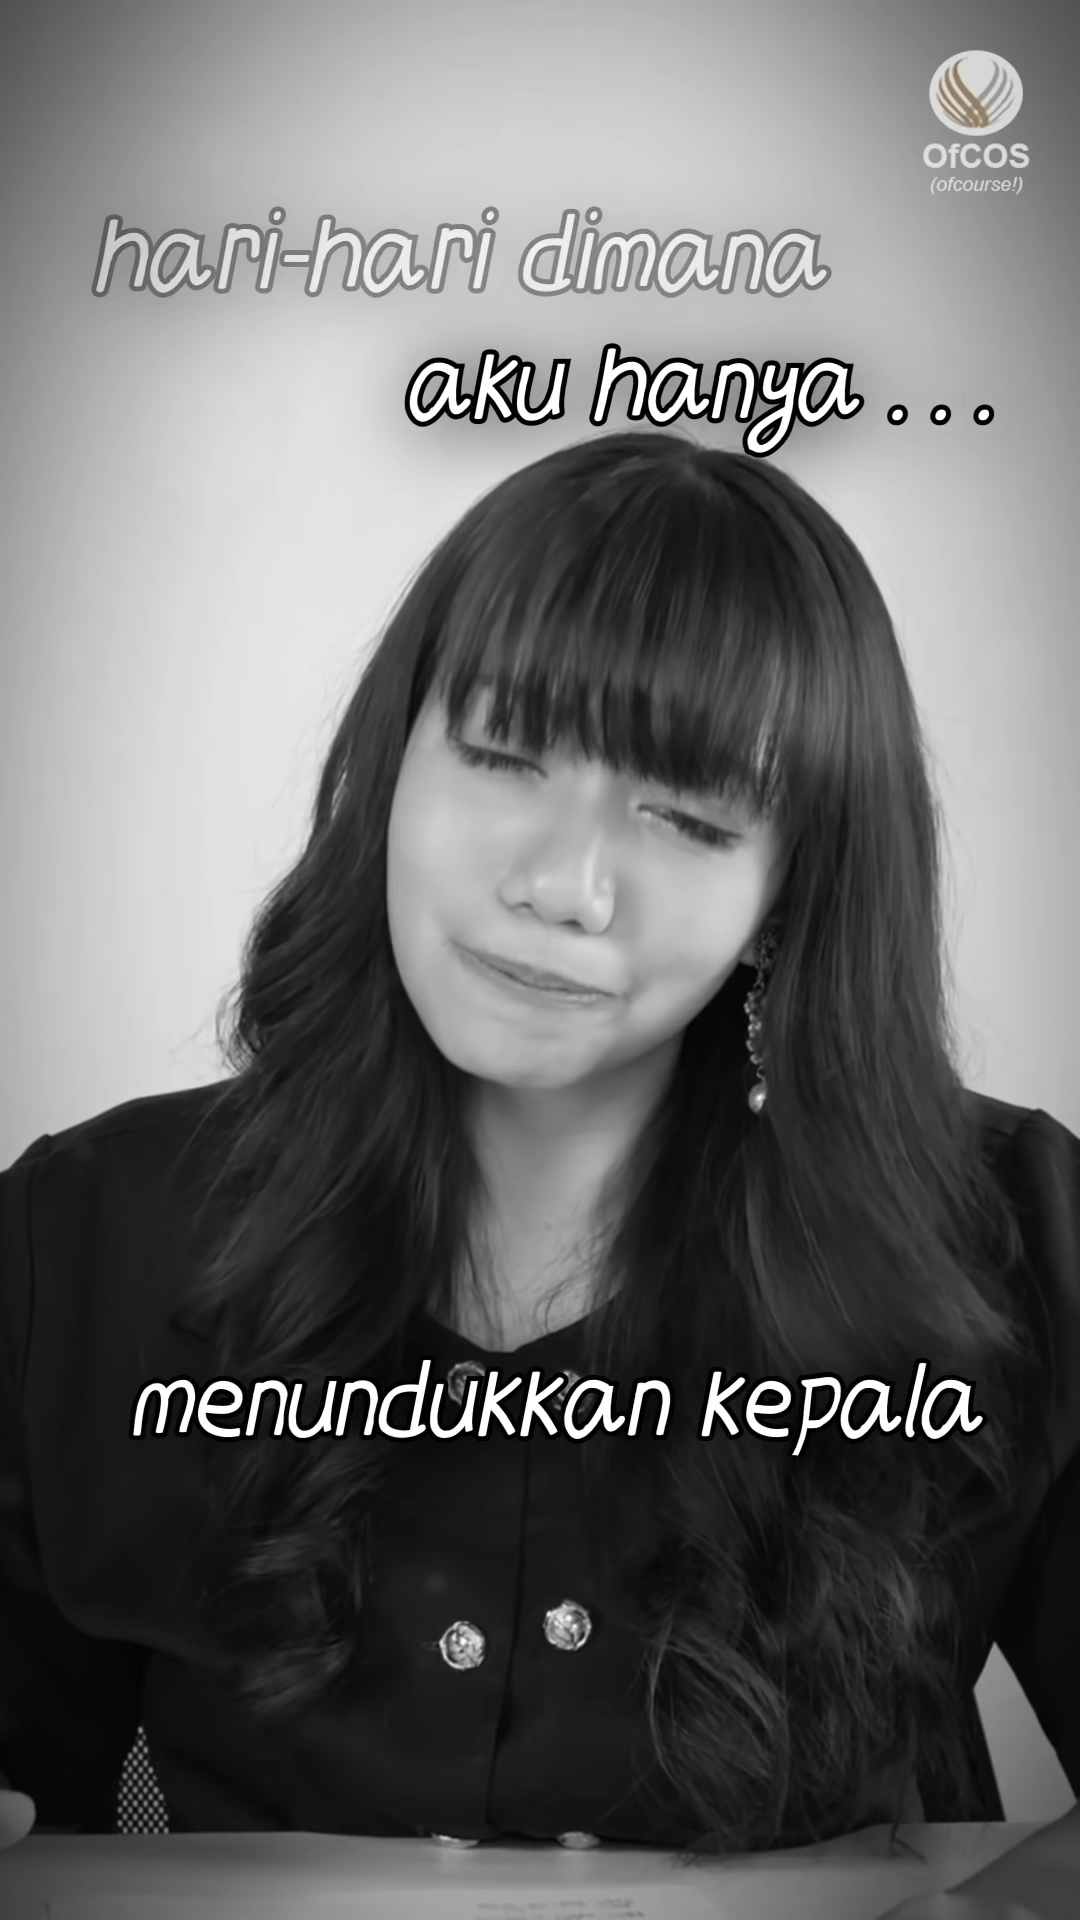 OfCOS
(ofcourse!)
hari-hari dimana
aku hanya ...
menundukkan kepala